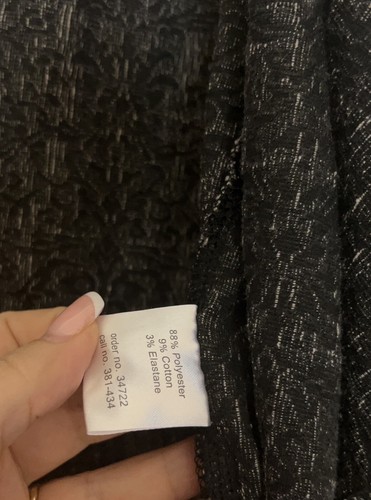 88% Polyester
9% Cotton
3% Elastane
order no. 34722
call no. 381-434